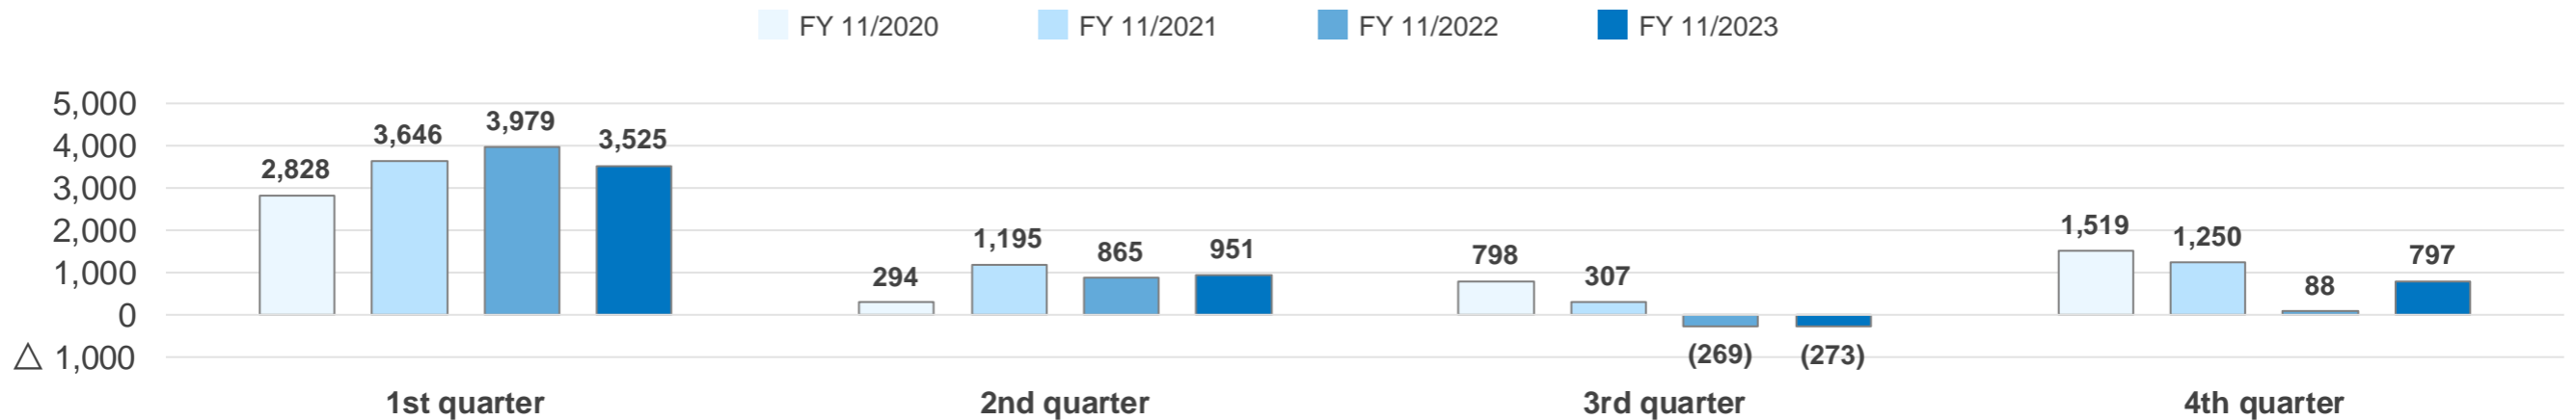 FY 11/2020 FY 11/2021 FY 11/2022 FY 11/2023
5,000
4,000
3,000
2,000
1,000
0
△ 1,000
2,828 3,646 3,979 3,525
294 1,195 865 951
798 307 (269) (273)
1,519 1,250 88 797
1st quarter 2nd quarter 3rd quarter 4th quarter